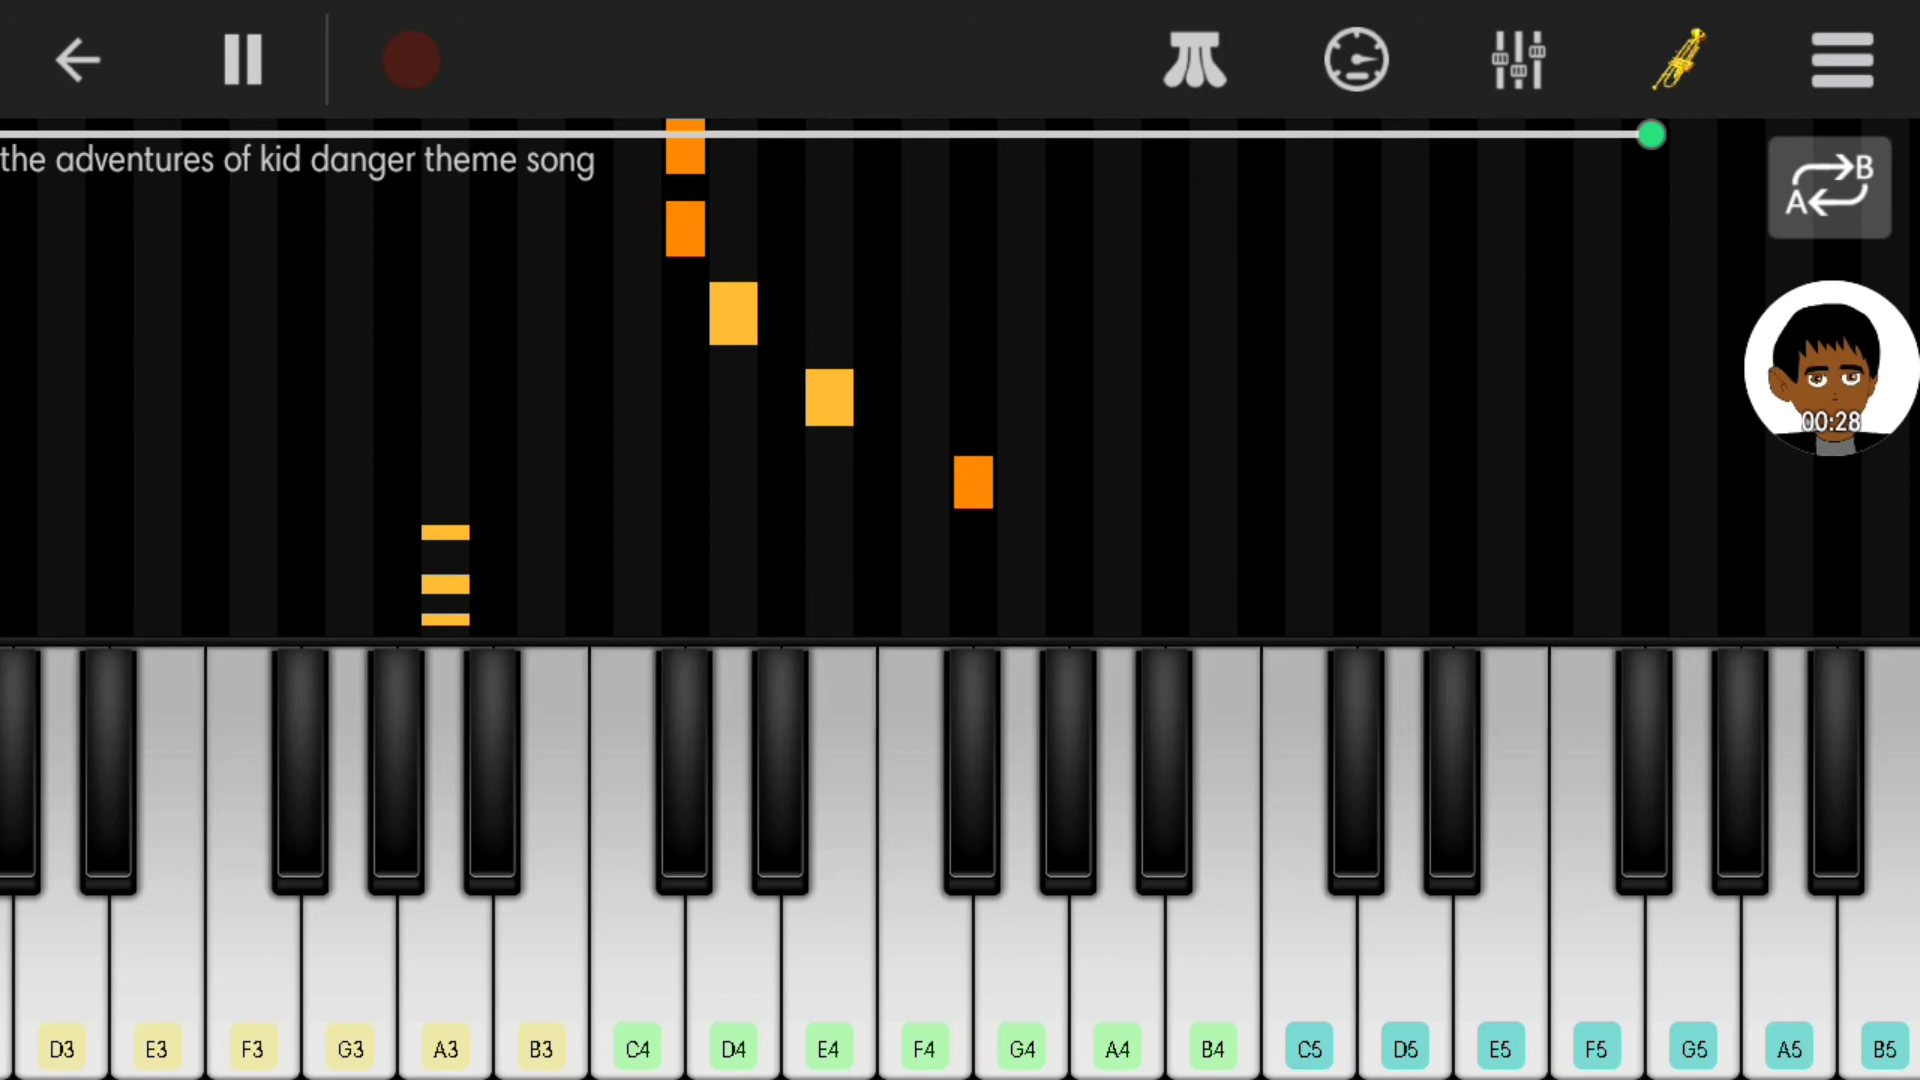 the adventures of kid danger theme song
B
A
00:28
D3 E3 F3 G3 A3 B3 C4 D4 E4 F4 G4 A4 B4 C5 D5 E5 F5 G5 A5 B5